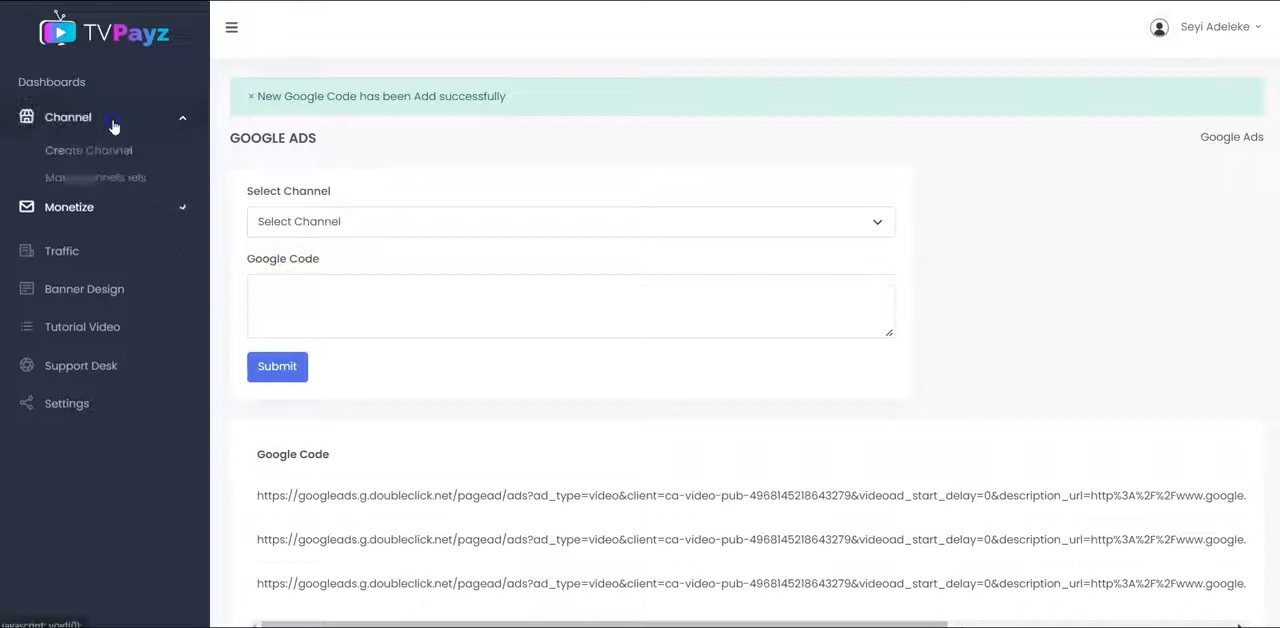 TVPayz
Seyi Adeleke
Dashboards
× New Google Code has been Add successfully
Channel
GOOGLE ADS
Google Ads
Create Channel
Select Channel
Select Channel
Monetize
Google Code
Traffic
Banner Design
Tutorial Video
Submit
Support Desk
Settings
Google Code
https://googleads.g.doubleclick.net/pagead/ads?ad_type=video&client=ca-video-pub-4968145218643279&videoad_start_delay=0&description_url=http%3A%2F%2Fwww.google.
https://googleads.g.doubleclick.net/pagead/ads?ad_type=video&client=ca-video-pub-4968145218643279&videoad_start_delay=0&description_url=http%3A%2F%2Fwww.google.
https://googleads.g.doubleclick.net/pagead/ads?ad_type=video&client=ca-video-pub-4968145218643279&videoad_start_delay=0&description_url=http%3A%2F%2Fwww.google.